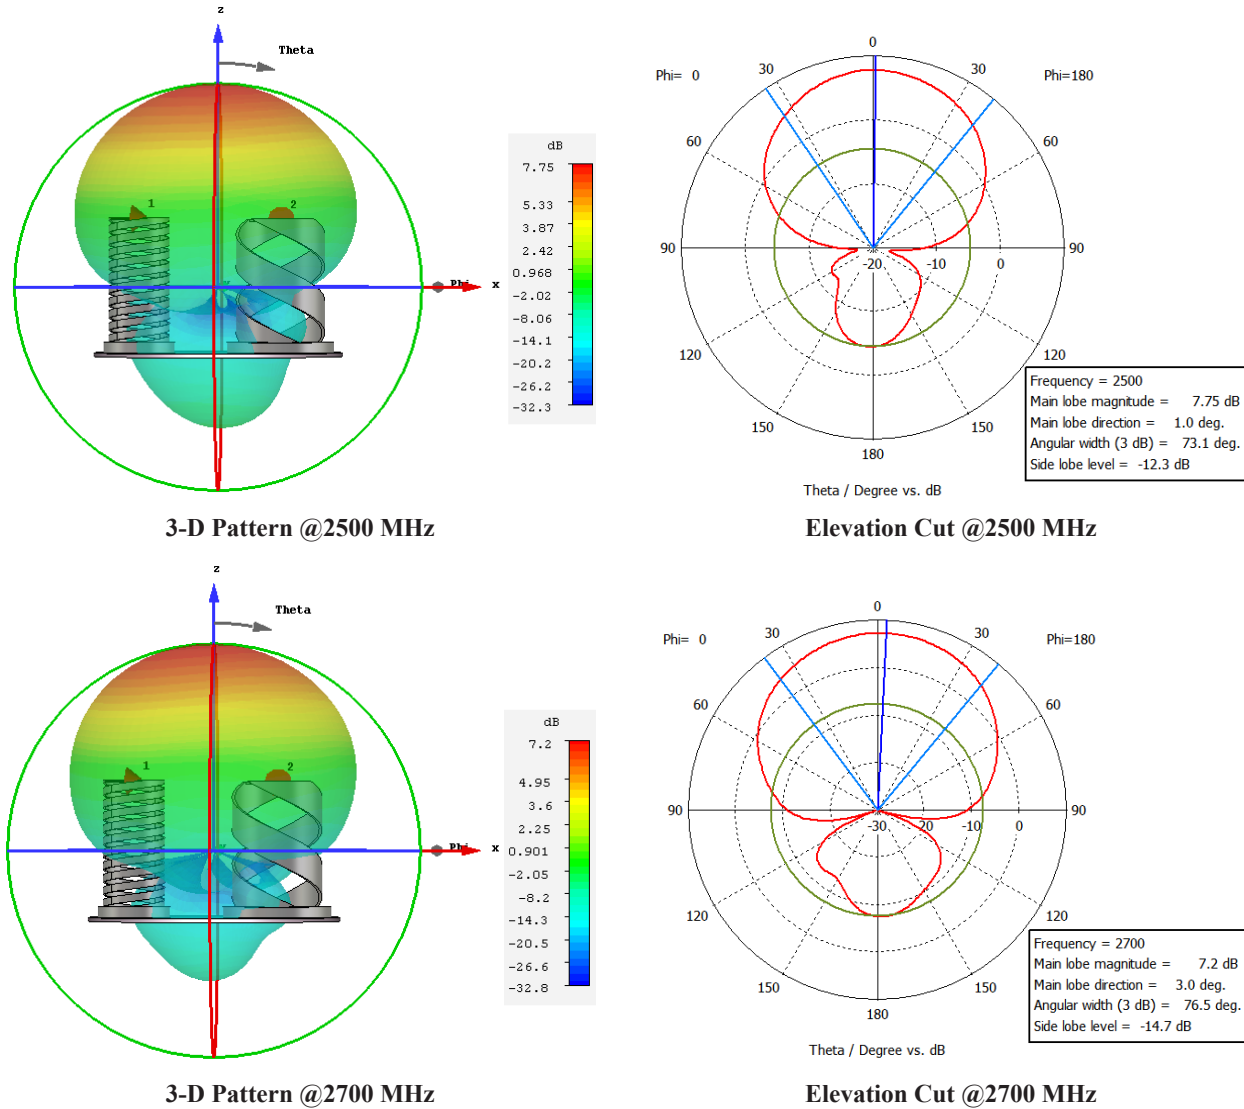 z
Theta
1
2
Phi
x
dB
7.75
5.33
3.87
2.42
0.968
-2.02
-8.06
-14.1
-20.2
-26.2
-32.3
0
Phi= 0
30
30
Phi=180
60
60
90
-20
-10
0
90
120
120
150
150
180
Theta / Degree vs. dB
Frequency = 2500
Main lobe magnitude = 7.75 dB
Main lobe direction = 1.0 deg.
Angular width (3 dB) = 73.1 deg.
Side lobe level = -12.3 dB
3-D Pattern @2500 MHz
Elevation Cut @2500 MHz
z
Theta
1
2
Phi
x
dB
7.2
4.95
3.6
2.25
0.901
-2.05
-8.2
-14.3
-20.5
-26.6
-32.8
0
Phi= 0
30
30
Phi=180
60
60
90
-30
-20
-10
0
90
120
120
150
150
180
Theta / Degree vs. dB
Frequency = 2700
Main lobe magnitude = 7.2 dB
Main lobe direction = 3.0 deg.
Angular width (3 dB) = 76.5 deg.
Side lobe level = -14.7 dB
3-D Pattern @2700 MHz
Elevation Cut @2700 MHz